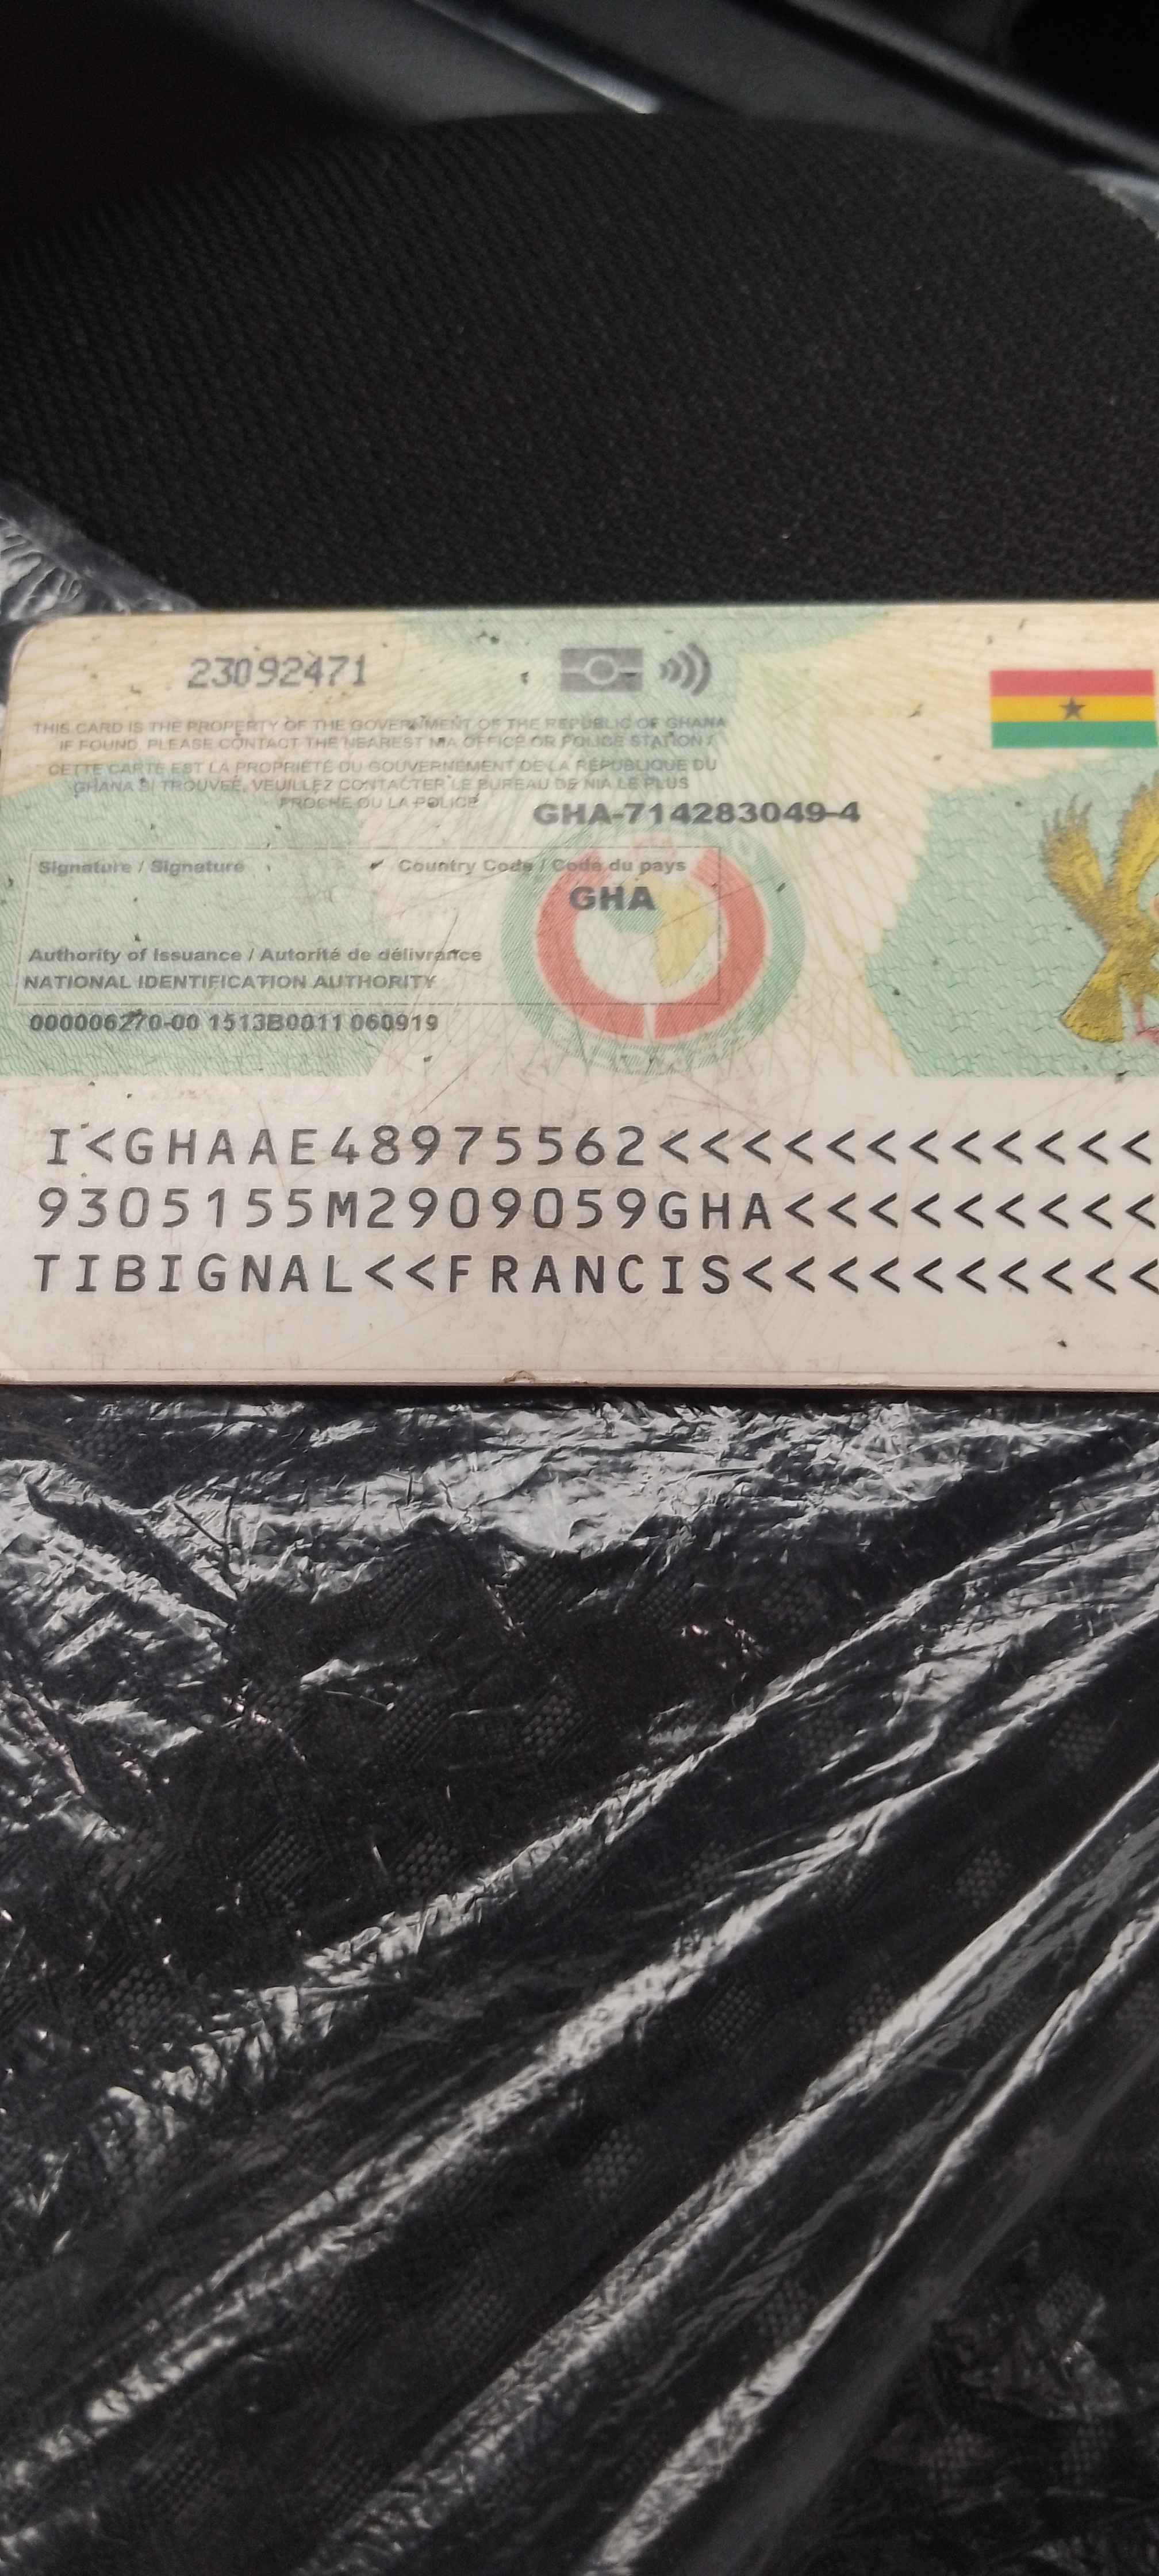 23092471
THIS CARD IS THE PROPERTY OF THE GOVERNMENT OF THE REPUBLIC OF GHANA
IF FOUND, PLEASE CONTACT THE NEAREST NIA OFFICE OR POLICE STATION /
CETTE CARTE EST LA PROPRIÉTÉ DU GOUVERNEMENT DE LA RÉPUBLIQUE DU
GHANA SI TROUVÉE, VEUILLEZ CONTACTER LE BUREAU DE NIA LE PLUS
PROCHE OU LA POLICE
GHA-714283049-4
Signature / Signature
Country Code / Code du pays
GHA
Authority of Issuance / Autorité de délivrance
NATIONAL IDENTIFICATION AUTHORITY
000006270-00 1513B0011 060919
I<GHAAE48975562<<<<<<<<<<<<
9305155M2909059GHA<<<<<<<<<
TIBIGNAL<<FRANCIS<<<<<<<<<<